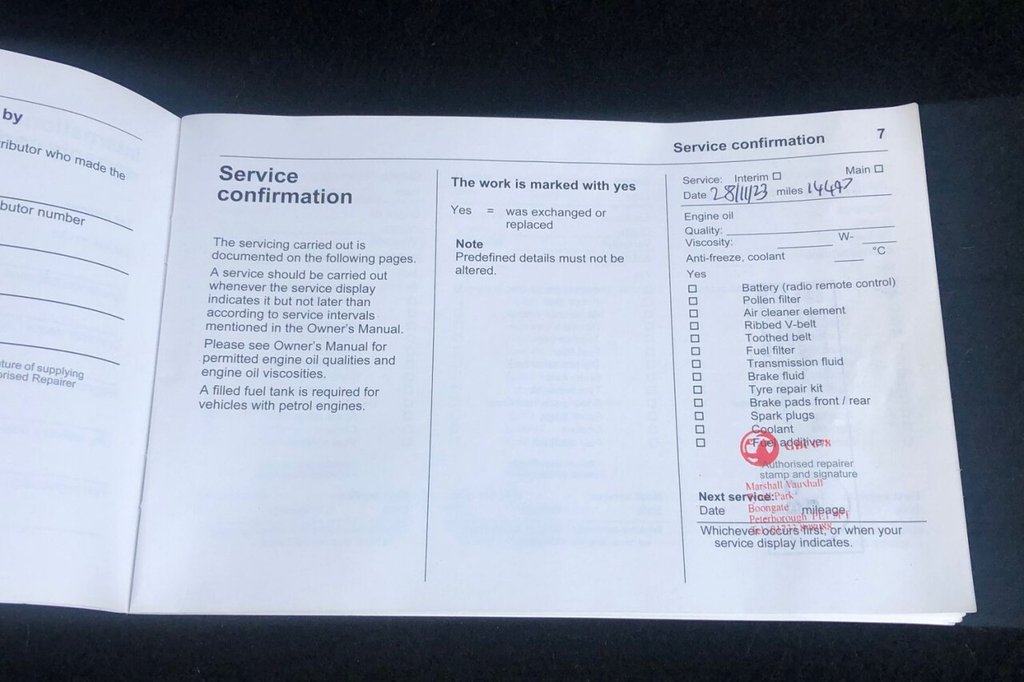 by
ributor who made the
butor number
ture of supplying
orised Repairer
Service confirmation 7
Service
confirmation
The servicing carried out is
documented on the following pages.
A service should be carried out
whenever the service display
indicates it but not later than
according to service intervals
mentioned in the Owner's Manual.
Please see Owner's Manual for
permitted engine oil qualities and
engine oil viscosities.
A filled fuel tank is required for
vehicles with petrol engines.
The work is marked with yes
Yes = was exchanged or
replaced
Note
Predefined details must not be
altered.
Service: Interim ☐ Main ☐
Date 28/11/23 miles 14497
Engine oil
Quality:
Viscosity: W-
Anti-freeze, coolant °C
Yes
☐ Battery (radio remote control)
☐ Pollen filter
☐ Air cleaner element
☐ Ribbed V-belt
☐ Toothed belt
☐ Fuel filter
☐ Transmission fluid
☐ Brake fluid
☐ Tyre repair kit
☐ Brake pads front / rear
☐ Spark plugs
☐ Coolant
☐ Fuel additive
Authorised repairer
stamp and signature
Marshall Vauxhall
Park
Boongate
Peterborough
Next service:
Date mileage
Whichever occurs first, or when your
service display indicates.